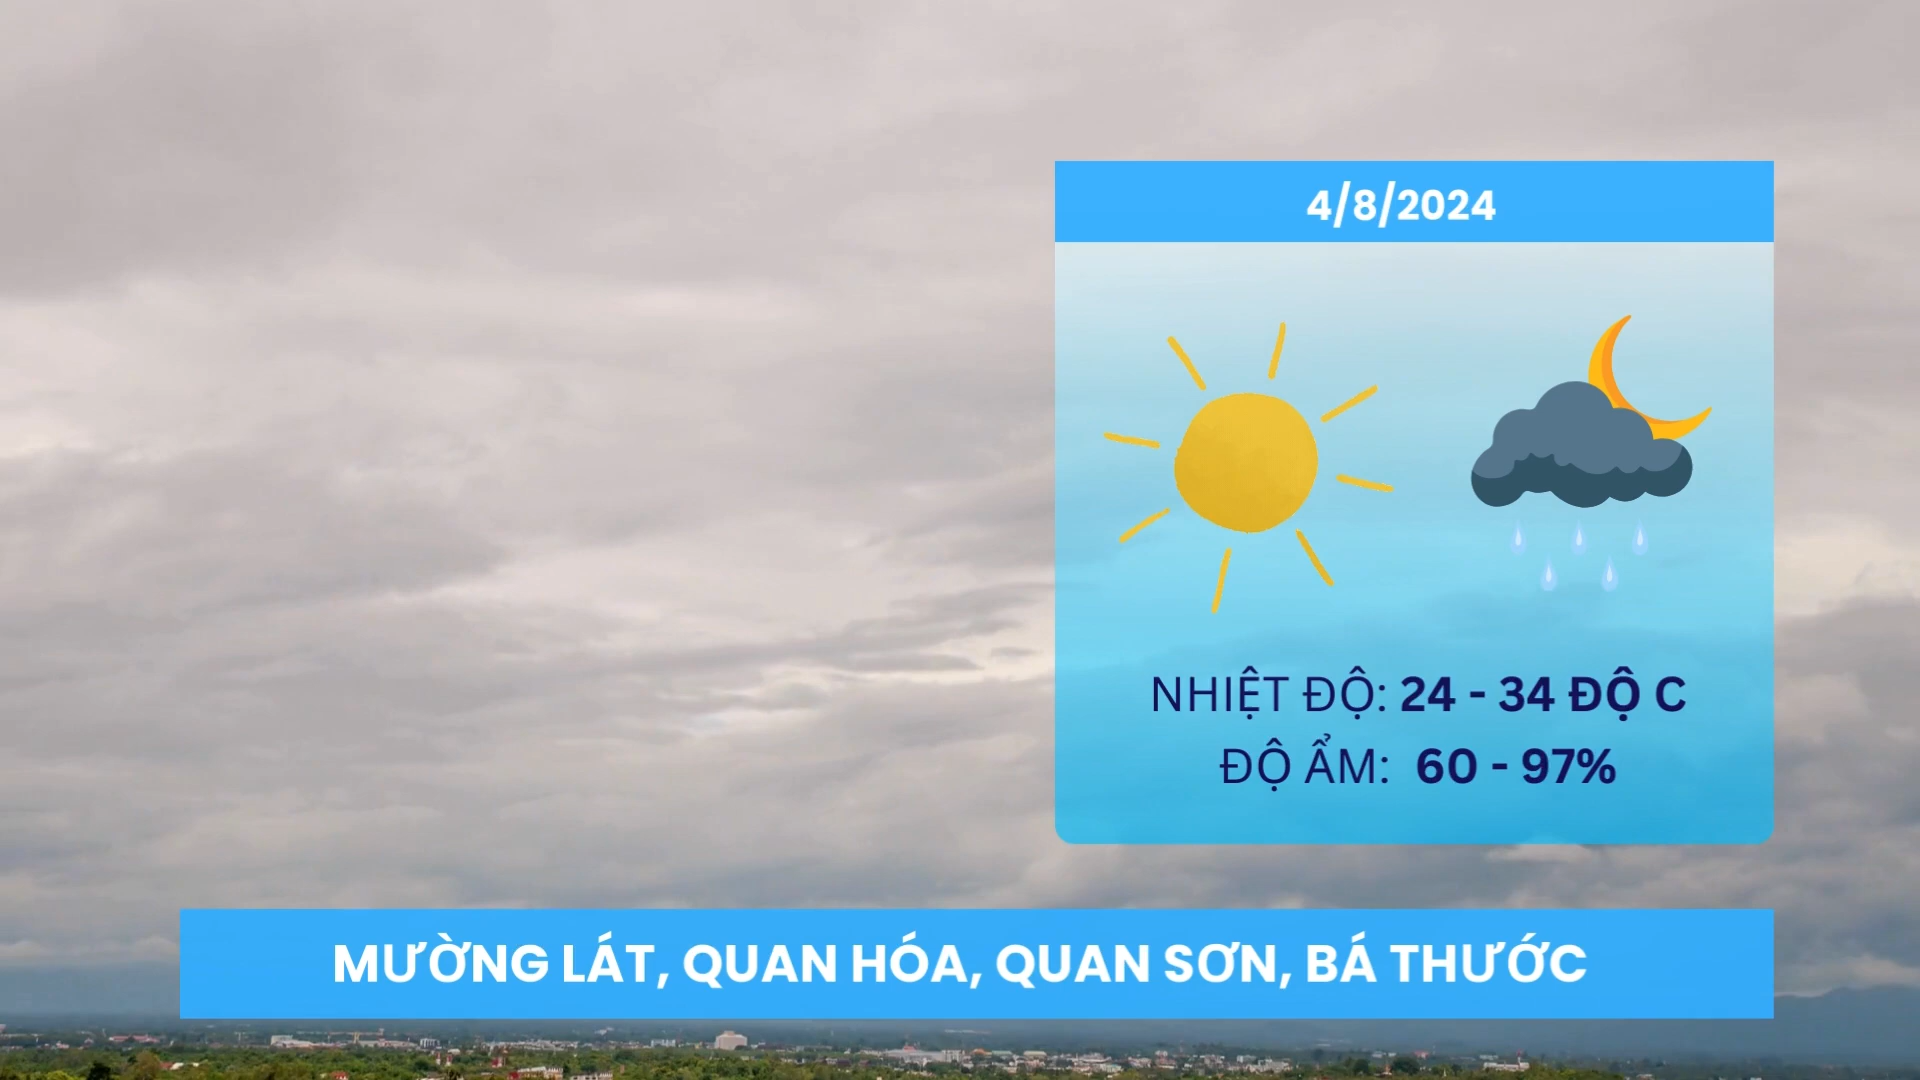 4/8/2024
NHIỆT ĐỘ: 24 - 34 ĐỘ C
ĐỘ ẨM: 60 - 97%
MƯỜNG LÁT, QUAN HÓA, QUAN SƠN, BÁ THƯỚC